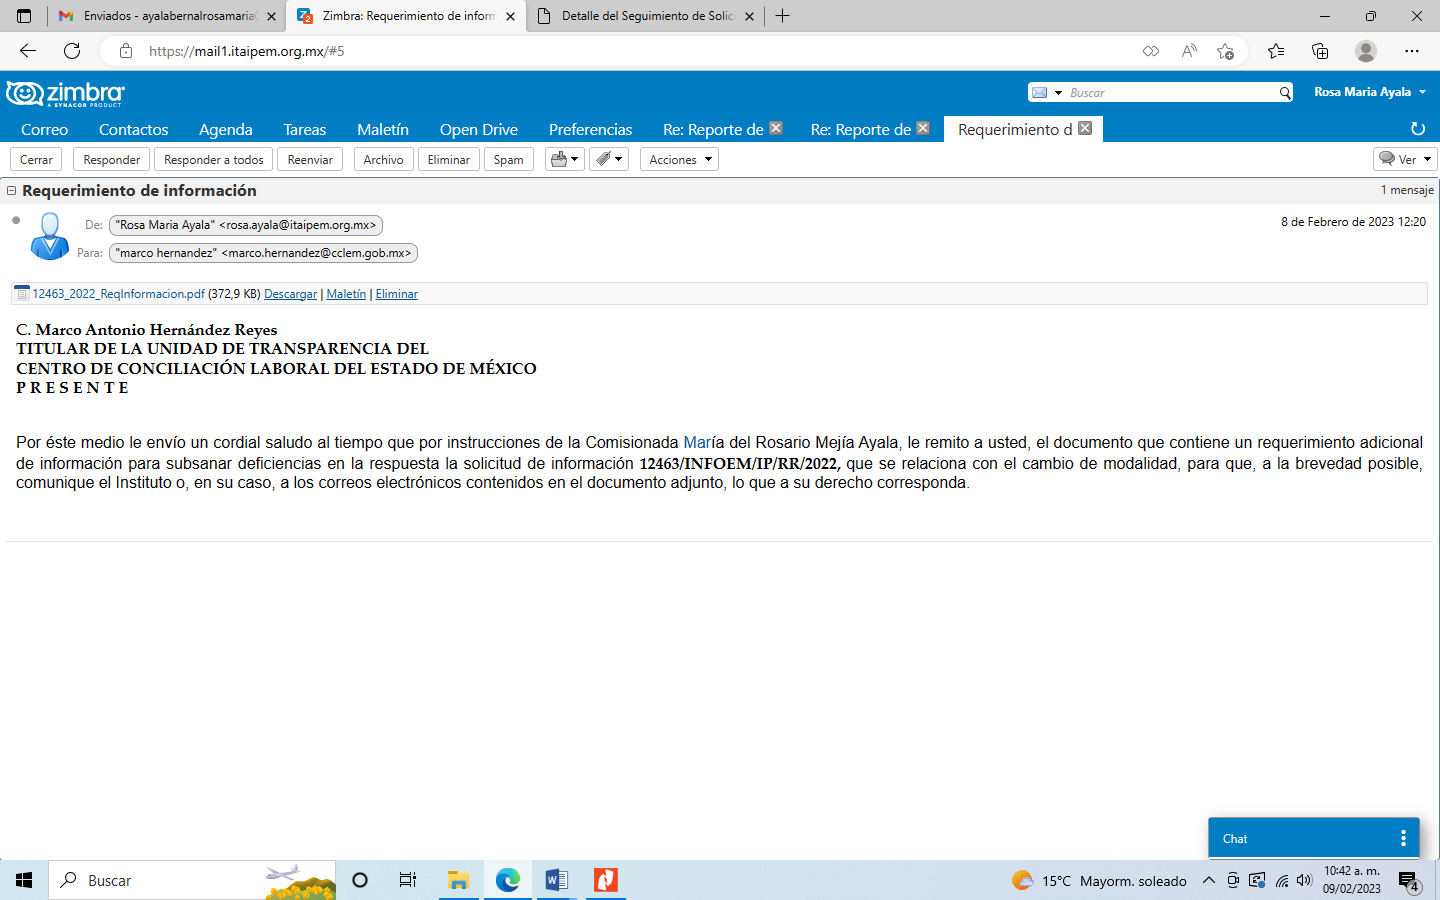 Enviados - ayalabernalrosamaria
Zimbra: Requerimiento de inform
Detalle del Seguimiento de Solic
https://mail1.itaipem.org.mx/#5
zimbra
A SYNACOR PRODUCT
Buscar
Rosa Maria Ayala
Correo Contactos Agenda Tareas Maletín Open Drive Preferencias Re: Reporte de Re: Reporte de Requerimiento d
Cerrar Responder Responder a todos Reenviar Archivo Eliminar Spam Acciones Ver
Requerimiento de información 1 mensaje
De: "Rosa Maria Ayala" <rosa.ayala@itaipem.org.mx> 8 de Febrero de 2023 12:20
Para: "marco hernandez" <marco.hernandez@cclem.gob.mx>
12463_2022_ReqInformacion.pdf (372,9 KB) Descargar | Maletín | Eliminar
C. Marco Antonio Hernández Reyes
TITULAR DE LA UNIDAD DE TRANSPARENCIA DEL
CENTRO DE CONCILIACIÓN LABORAL DEL ESTADO DE MÉXICO
P R E S E N T E
Por éste medio le envío un cordial saludo al tiempo que por instrucciones de la Comisionada María del Rosario Mejía Ayala, le remito a usted, el documento que contiene un requerimiento adicional
de información para subsanar deficiencias en la respuesta la solicitud de información 12463/INFOEM/IP/RR/2022, que se relaciona con el cambio de modalidad, para que, a la brevedad posible,
comunique el Instituto o, en su caso, a los correos electrónicos contenidos en el documento adjunto, lo que a su derecho corresponda.
Chat
Buscar
15°C Mayorm. soleado
10:42 a. m.
09/02/2023
4